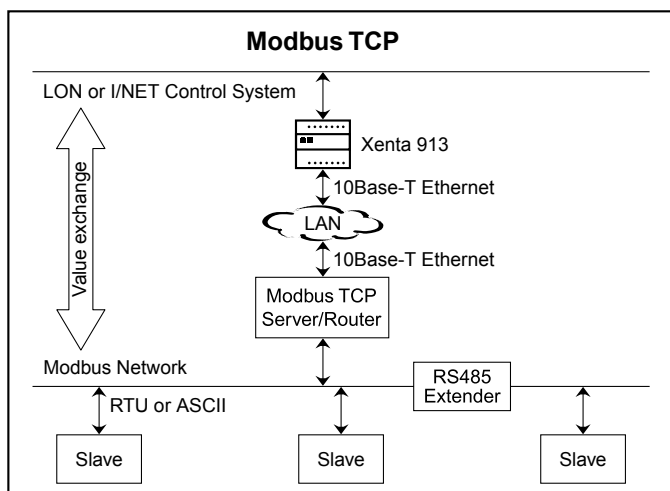 Modbus TCP
LON or I/NET Control System
Xenta 913
10Base-T Ethernet
LAN
10Base-T Ethernet
Value exchange
Modbus TCP
Server/Router
Modbus Network
RS485
Extender
RTU or ASCII
Slave
Slave
Slave